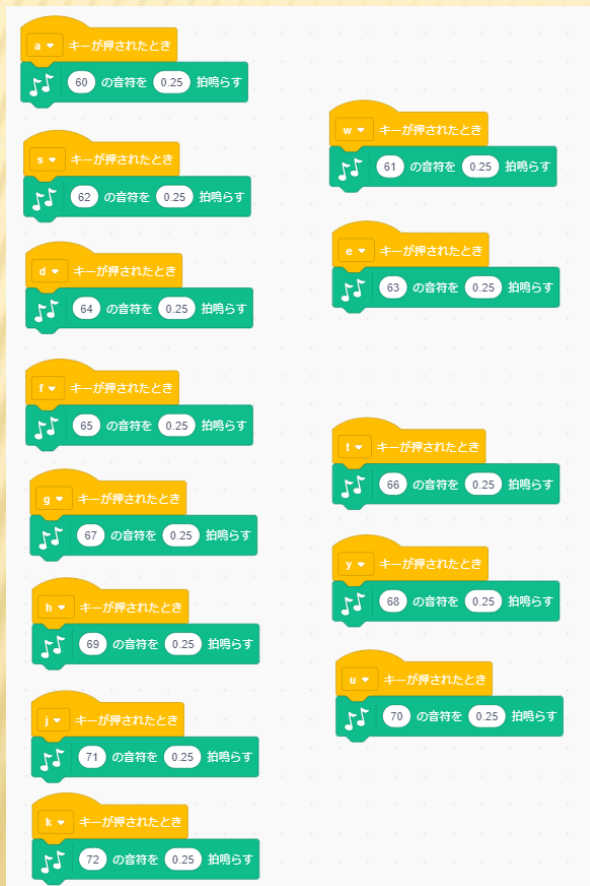 a キーが押されたとき
60 の音符を 0.25 拍鳴らす
s キーが押されたとき
62 の音符を 0.25 拍鳴らす
d キーが押されたとき
64 の音符を 0.25 拍鳴らす
f キーが押されたとき
65 の音符を 0.25 拍鳴らす
g キーが押されたとき
67 の音符を 0.25 拍鳴らす
h キーが押されたとき
69 の音符を 0.25 拍鳴らす
j キーが押されたとき
71 の音符を 0.25 拍鳴らす
k キーが押されたとき
72 の音符を 0.25 拍鳴らす
w キーが押されたとき
61 の音符を 0.25 拍鳴らす
e キーが押されたとき
63 の音符を 0.25 拍鳴らす
t キーが押されたとき
66 の音符を 0.25 拍鳴らす
y キーが押されたとき
68 の音符を 0.25 拍鳴らす
u キーが押されたとき
70 の音符を 0.25 拍鳴らす